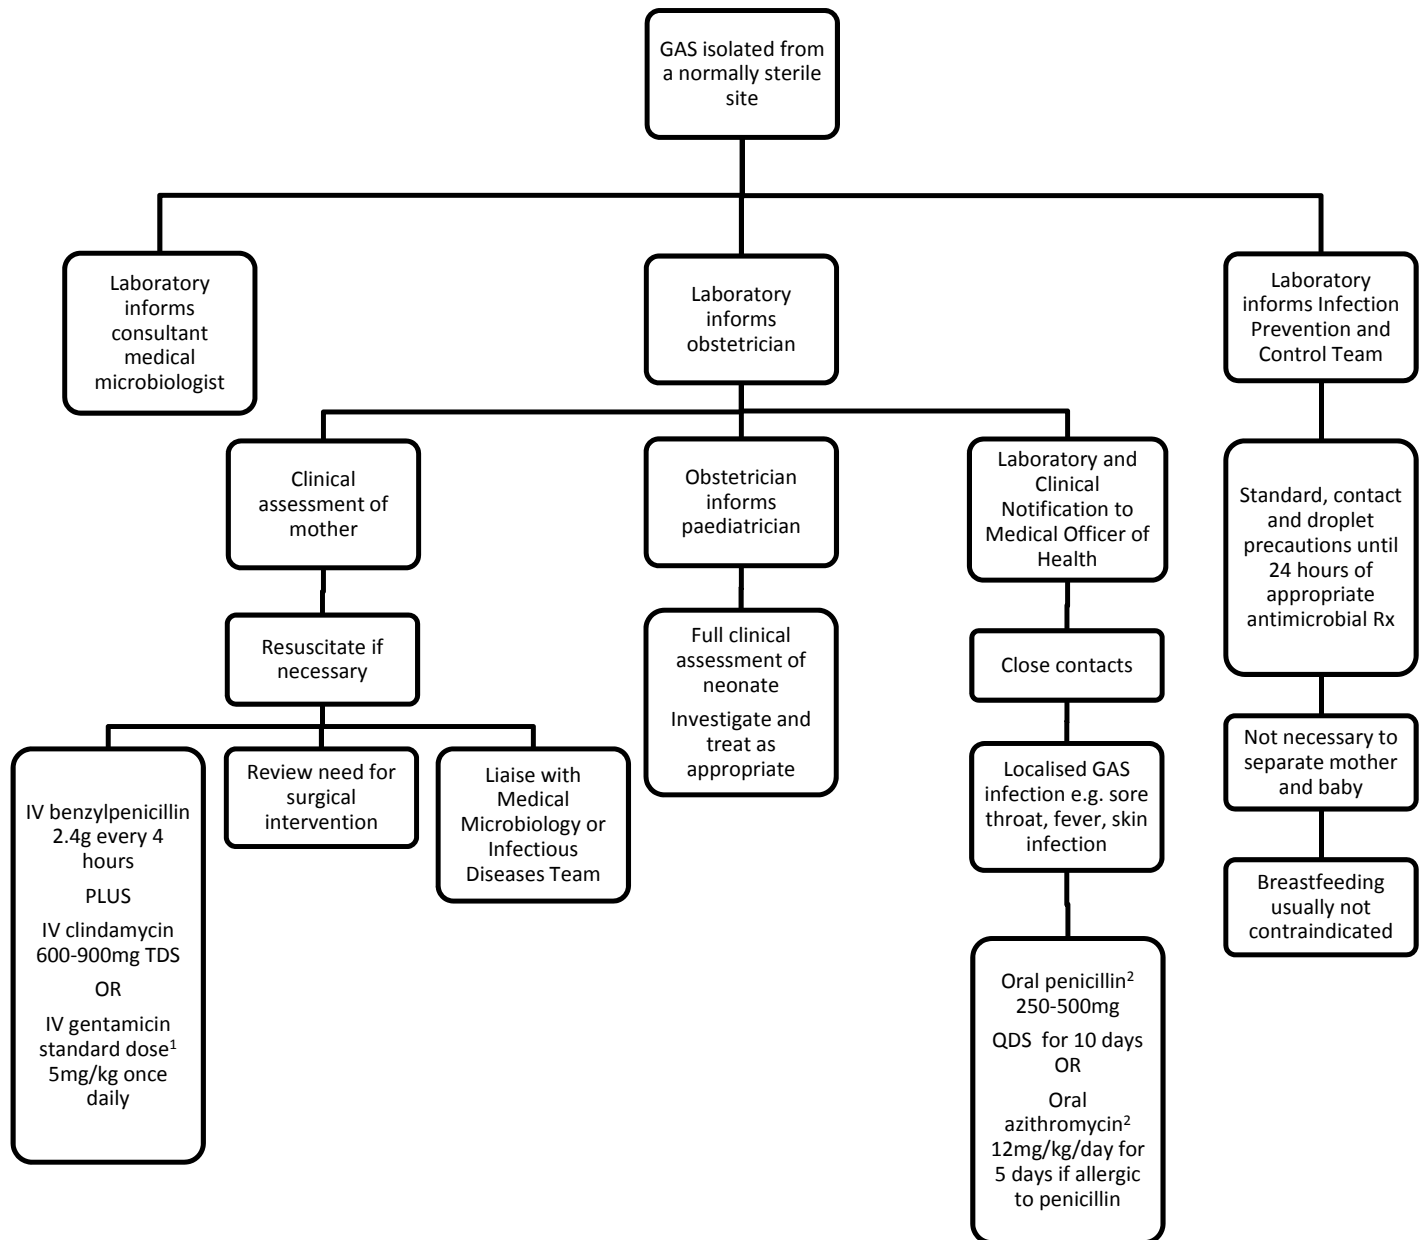 GAS isolated from
a normally sterile
site
Laboratory
informs
consultant
medical
microbiologist
Laboratory
informs
obstetrician
Laboratory
informs Infection
Prevention and
Control Team
Clinical
assessment of
mother
Obstetrician
informs
paediatrician
Laboratory and
Clinical
Notification to
Medical Officer of
Health
Standard, contact
and droplet
precautions until
24 hours of
appropriate
antimicrobial Rx
Resuscitate if
necessary
Full clinical
assessment of
neonate
Investigate and
treat as
appropriate
Close contacts
Not necessary to
separate mother
and baby
IV benzylpenicillin
2.4g every 4
hours
PLUS
IV clindamycin
600-900mg TDS
OR
IV gentamicin
standard dose¹
5mg/kg once
daily
Review need for
surgical
intervention
Liaise with
Medical
Microbiology or
Infectious
Diseases Team
Localised GAS
infection e.g. sore
throat, fever, skin
infection
Breastfeeding
usually not
contraindicated
Oral penicillin²
250-500mg
QDS for 10 days
OR
Oral
azithromycin²
12mg/kg/day for
5 days if allergic
to penicillin